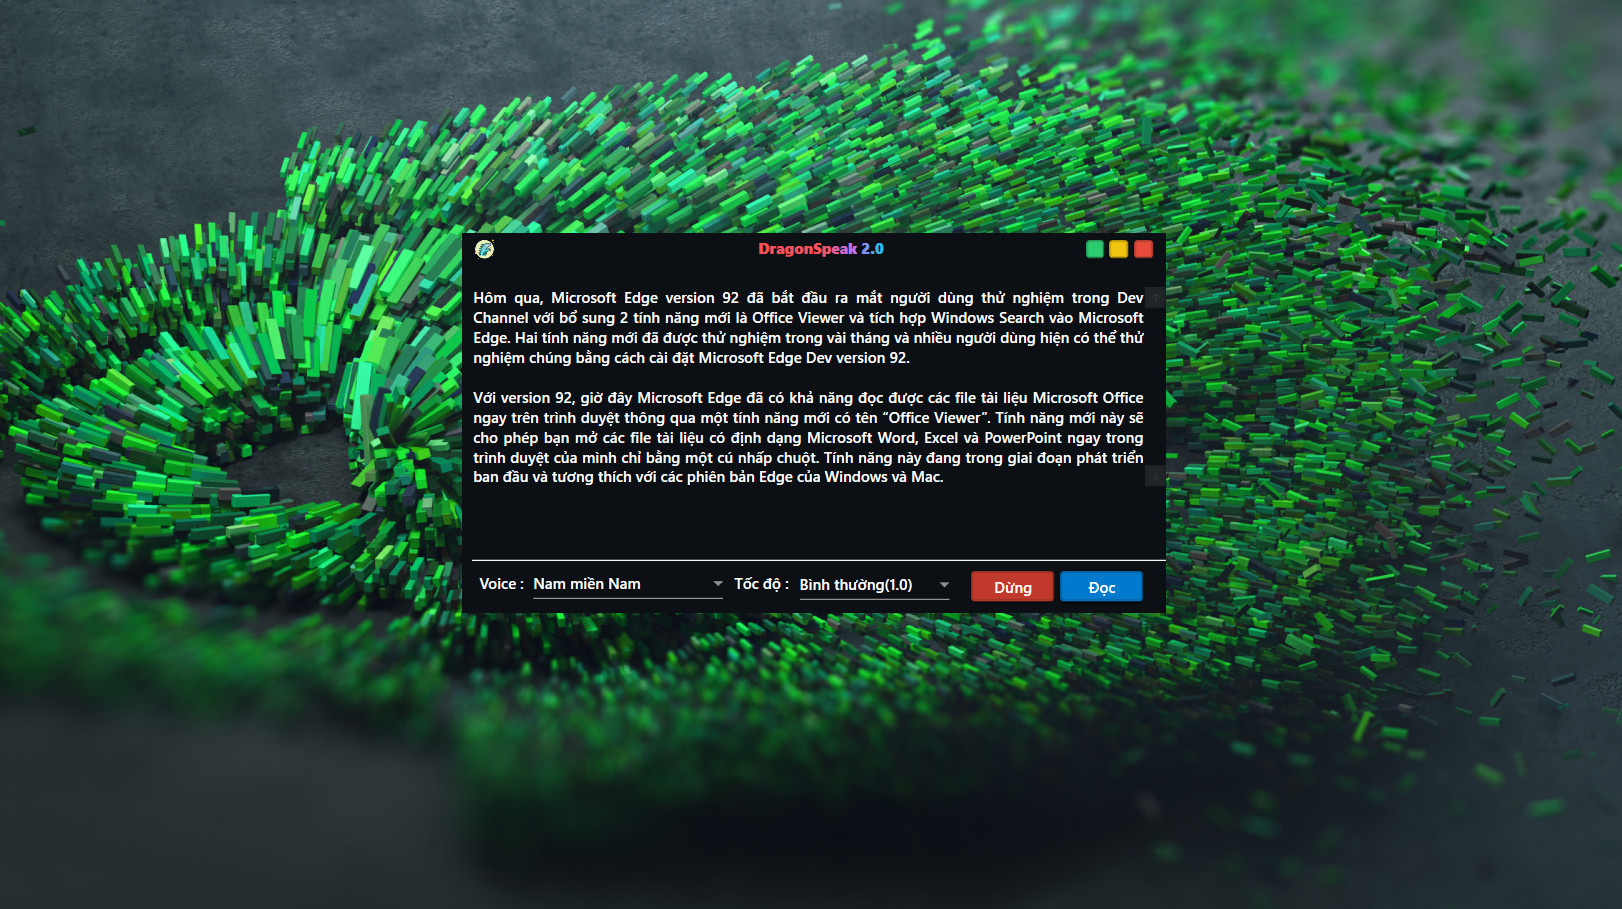 DragonSpeak 2.0
Hôm qua, Microsoft Edge version 92 đã bắt đầu ra mắt người dùng thử nghiệm trong Dev
Channel với bổ sung 2 tính năng mới là Office Viewer và tích hợp Windows Search vào Microsoft
Edge. Hai tính năng mới đã được thử nghiệm trong vài tháng và nhiều người dùng hiện có thể thử
nghiệm chúng bằng cách cài đặt Microsoft Edge Dev version 92.
Với version 92, giờ đây Microsoft Edge đã có khả năng đọc được các file tài liệu Microsoft Office
ngay trên trình duyệt thông qua một tính năng mới có tên “Office Viewer”. Tính năng mới này sẽ
cho phép bạn mở các file tài liệu có định dạng Microsoft Word, Excel và PowerPoint ngay trong
trình duyệt của mình chỉ bằng một cú nhấp chuột. Tính năng này đang trong giai đoạn phát triển
ban đầu và tương thích với các phiên bản Edge của Windows và Mac.
Voice : Nam miền Nam Tốc độ : Bình thường(1.0) Dừng Đọc